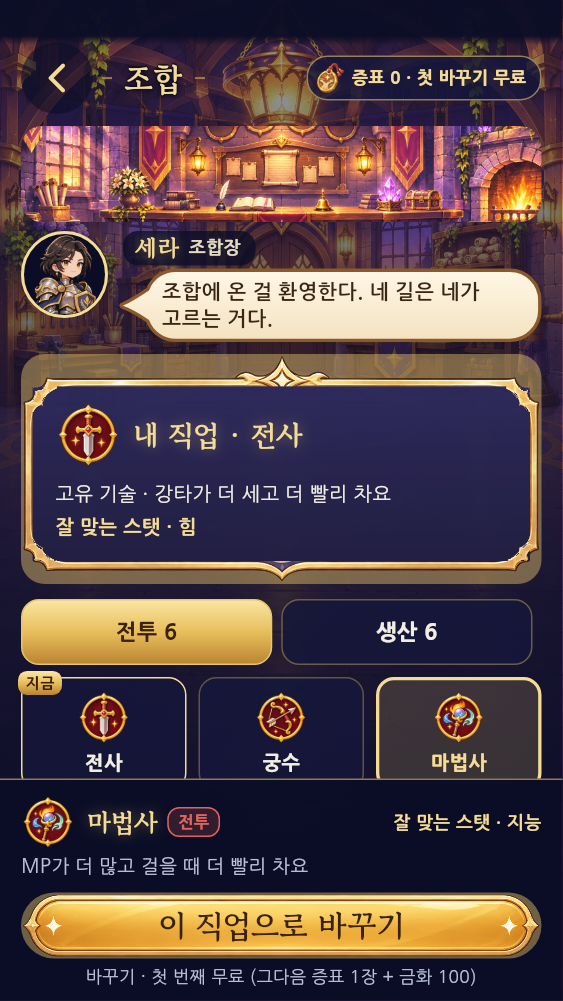 조합
증표 0 · 첫 바꾸기 무료
세라 조합장
조합에 온 걸 환영한다. 네 길은 네가
고르는 거다.
내 직업 · 전사
고유 기술 · 강타가 더 세고 더 빨리 차요
잘 맞는 스탯 · 힘
전투 6
생산 6
지금
전사
궁수
마법사
마법사 전투
잘 맞는 스탯 · 지능
MP가 더 많고 걸을 때 더 빨리 차요
이 직업으로 바꾸기
바꾸기 · 첫 번째 무료 (그다음 증표 1장 + 금화 100)